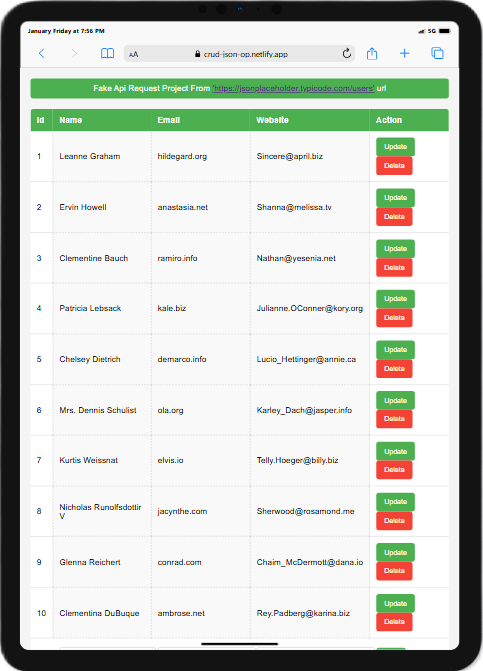 January Friday at 7:56 PM
5G
AA
crud-json-op.netlify.app
Fake Api Request Project From 'https://jsonplaceholder.typicode.com/users' url
Id Name Email Website Action
1 Leanne Graham hildegard.org Sincere@april.biz Update
Delete
2 Ervin Howell anastasia.net Shanna@melissa.tv Update
Delete
3 Clementine Bauch ramiro.info Nathan@yesenia.net Update
Delete
4 Patricia Lebsack kale.biz Julianne.OConner@kory.org Update
Delete
5 Chelsey Dietrich demarco.info Lucio_Hettinger@annie.ca Update
Delete
6 Mrs. Dennis Schulist ola.org Karley_Dach@jasper.info Update
Delete
7 Kurtis Weissnat elvis.io Telly.Hoeger@billy.biz Update
Delete
8 Nicholas Runolfsdottir jacynthe.com Sherwood@rosamond.me Update
V Delete
9 Glenna Reichert conrad.com Chaim_McDermott@dana.io Update
Delete
10 Clementina DuBuque ambrose.net Rey.Padberg@karina.biz Update
Delete